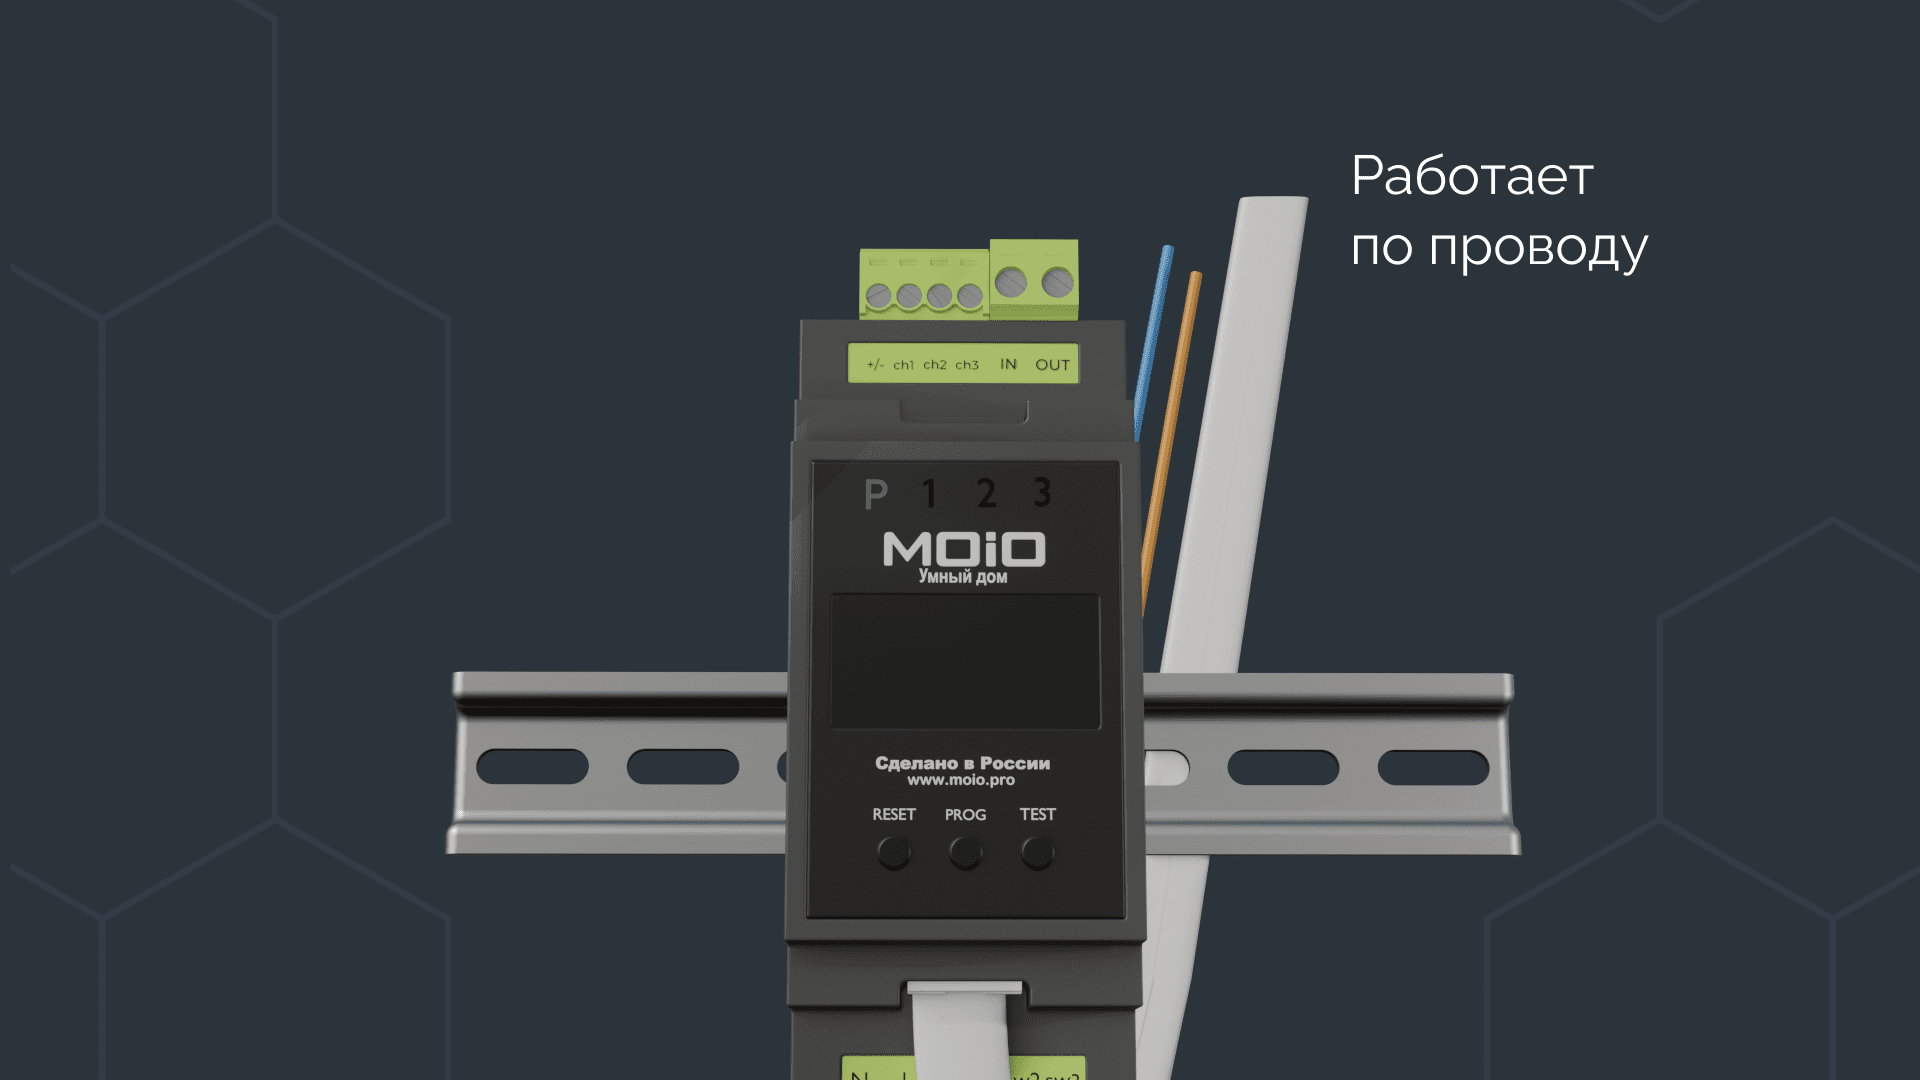 Работает
по проводу
+/- ch1 ch2 ch3 IN OUT
P 1 2 3
MOiO
Умный дом
Сделано в России
www.moio.pro
RESET PROG TEST